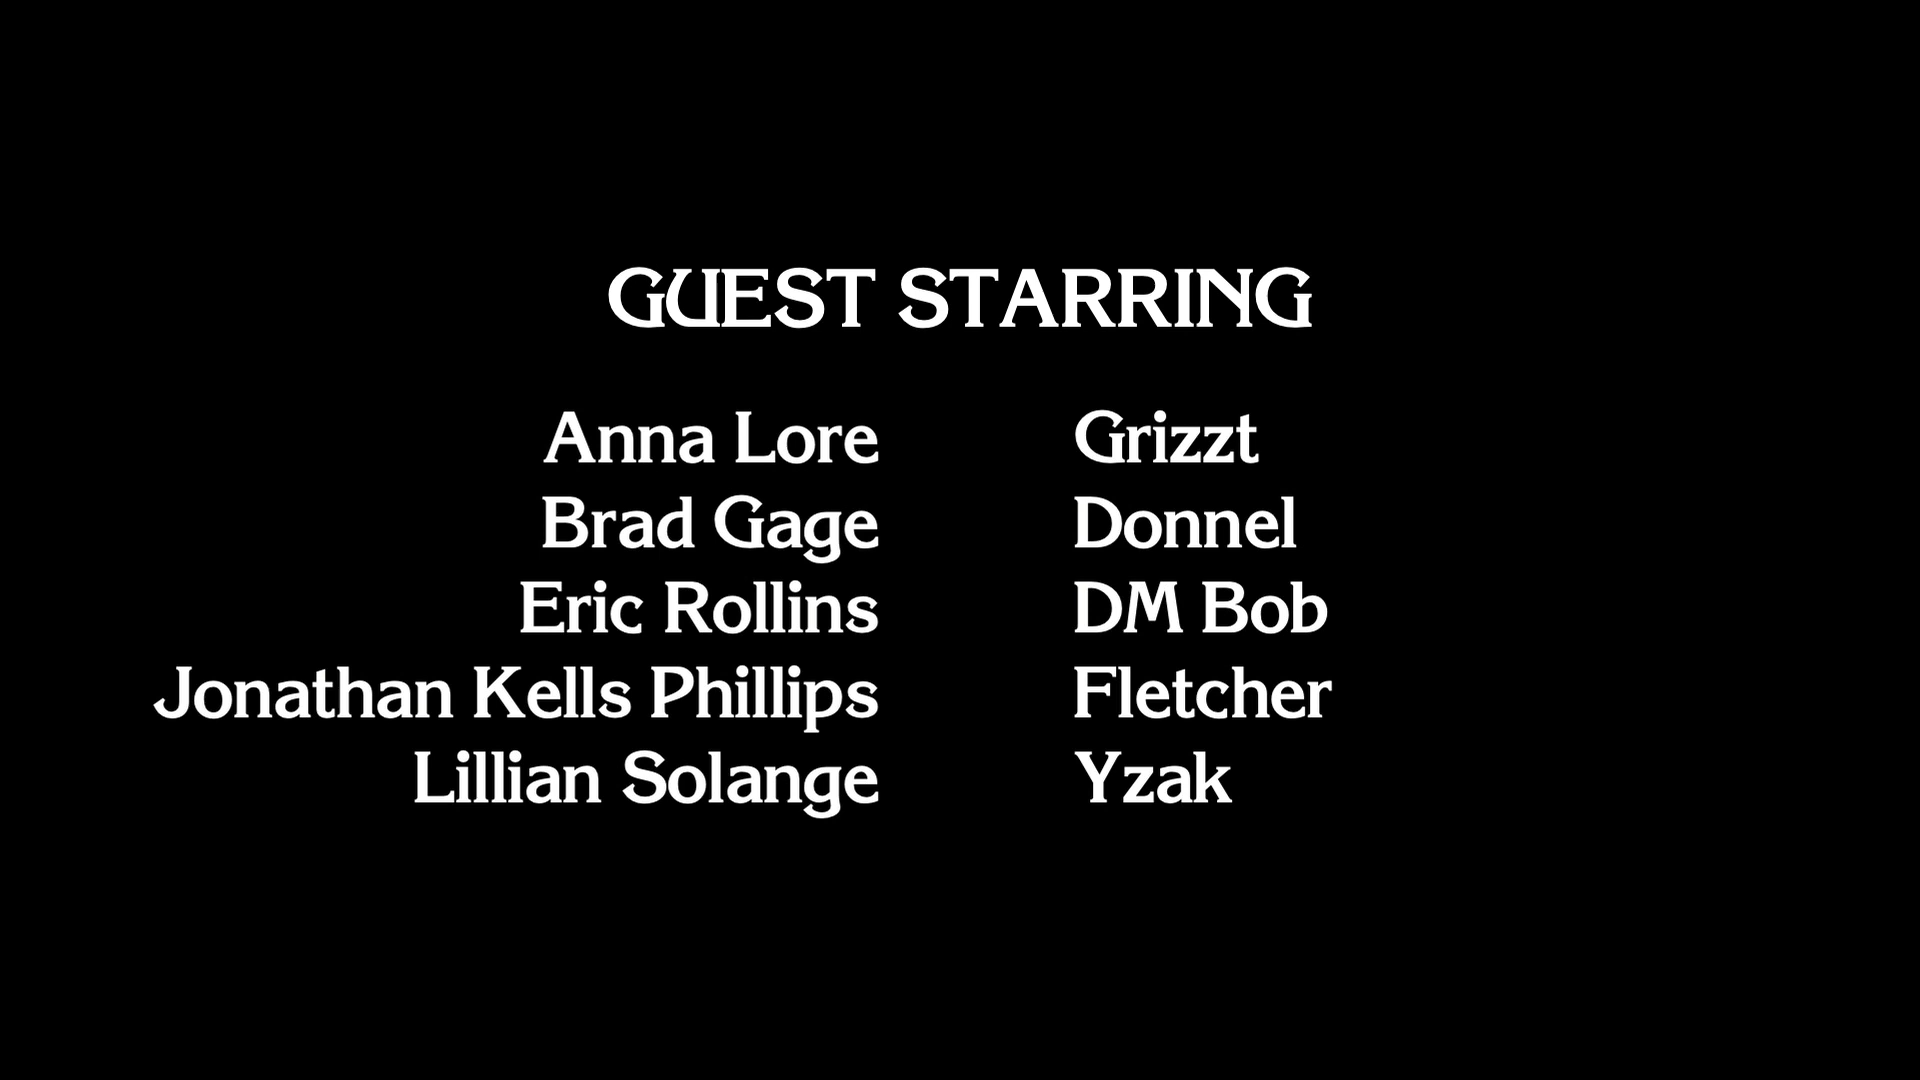 GUEST STARRING
Anna Lore Grizzt
Brad Gage Donnel
Eric Rollins DM Bob
Jonathan Kells Phillips Fletcher
Lillian Solange Yzak